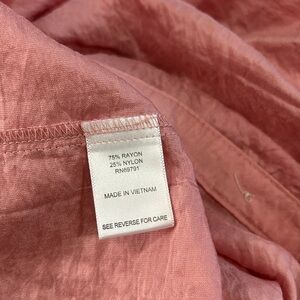 75% RAYON
25% NYLON
RN69791
MADE IN VIETNAM
SEE REVERSE FOR CARE